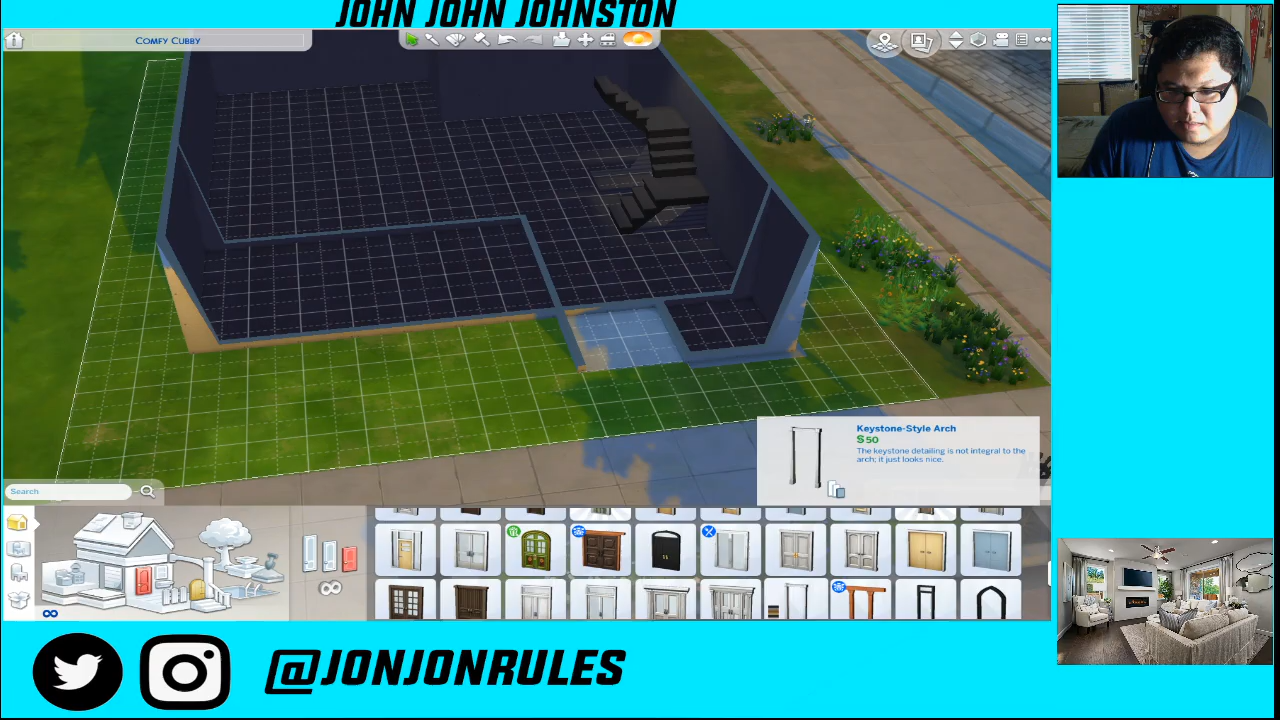 JOHN JOHN JOHNSTON
COMFY CUBBY
Keystone-Style Arch
§50
The keystone detailing is not integral to the
arch; it just looks nice.
Search
@JONJONRULES